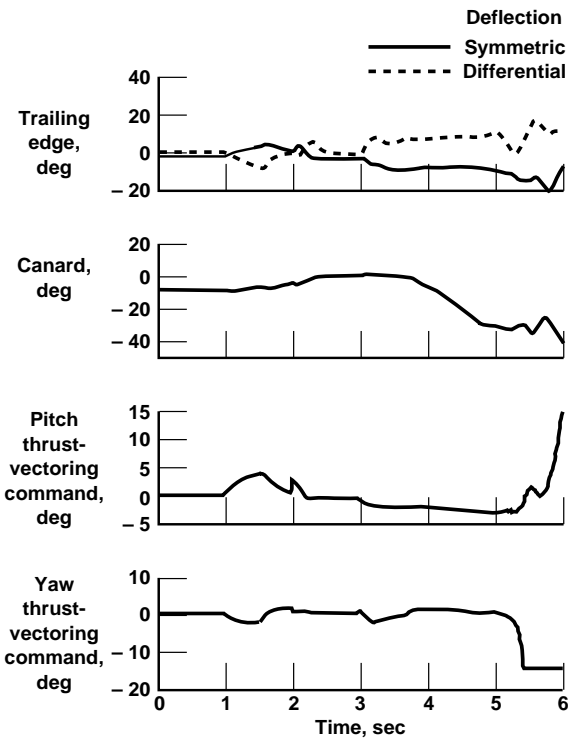 Deflection
Symmetric
Differential
Trailing
edge,
deg
40
20
0
– 20
Canard,
deg
20
0
– 20
– 40
Pitch
thrust-
vectoring
command,
deg
15
10
5
0
– 5
Yaw
thrust-
vectoring
command,
deg
10
0
– 10
– 20
0 1 2 3 4 5 6
Time, sec